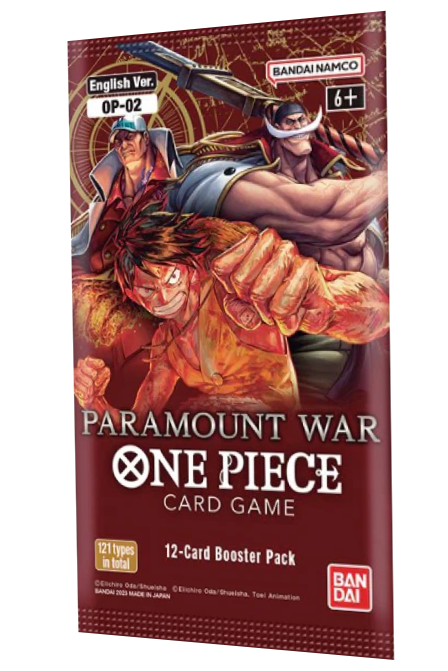 BANDAI NAMCO
English Ver.
OP-02
6+
PARAMOUNT WAR
ONE PIECE
CARD GAME
121 types
in total
12-Card Booster Pack
BAN
DAI
©Eiichiro Oda/Shueisha ©Eiichiro Oda/Shueisha, Toei Animation
BANDAI 2023 MADE IN JAPAN